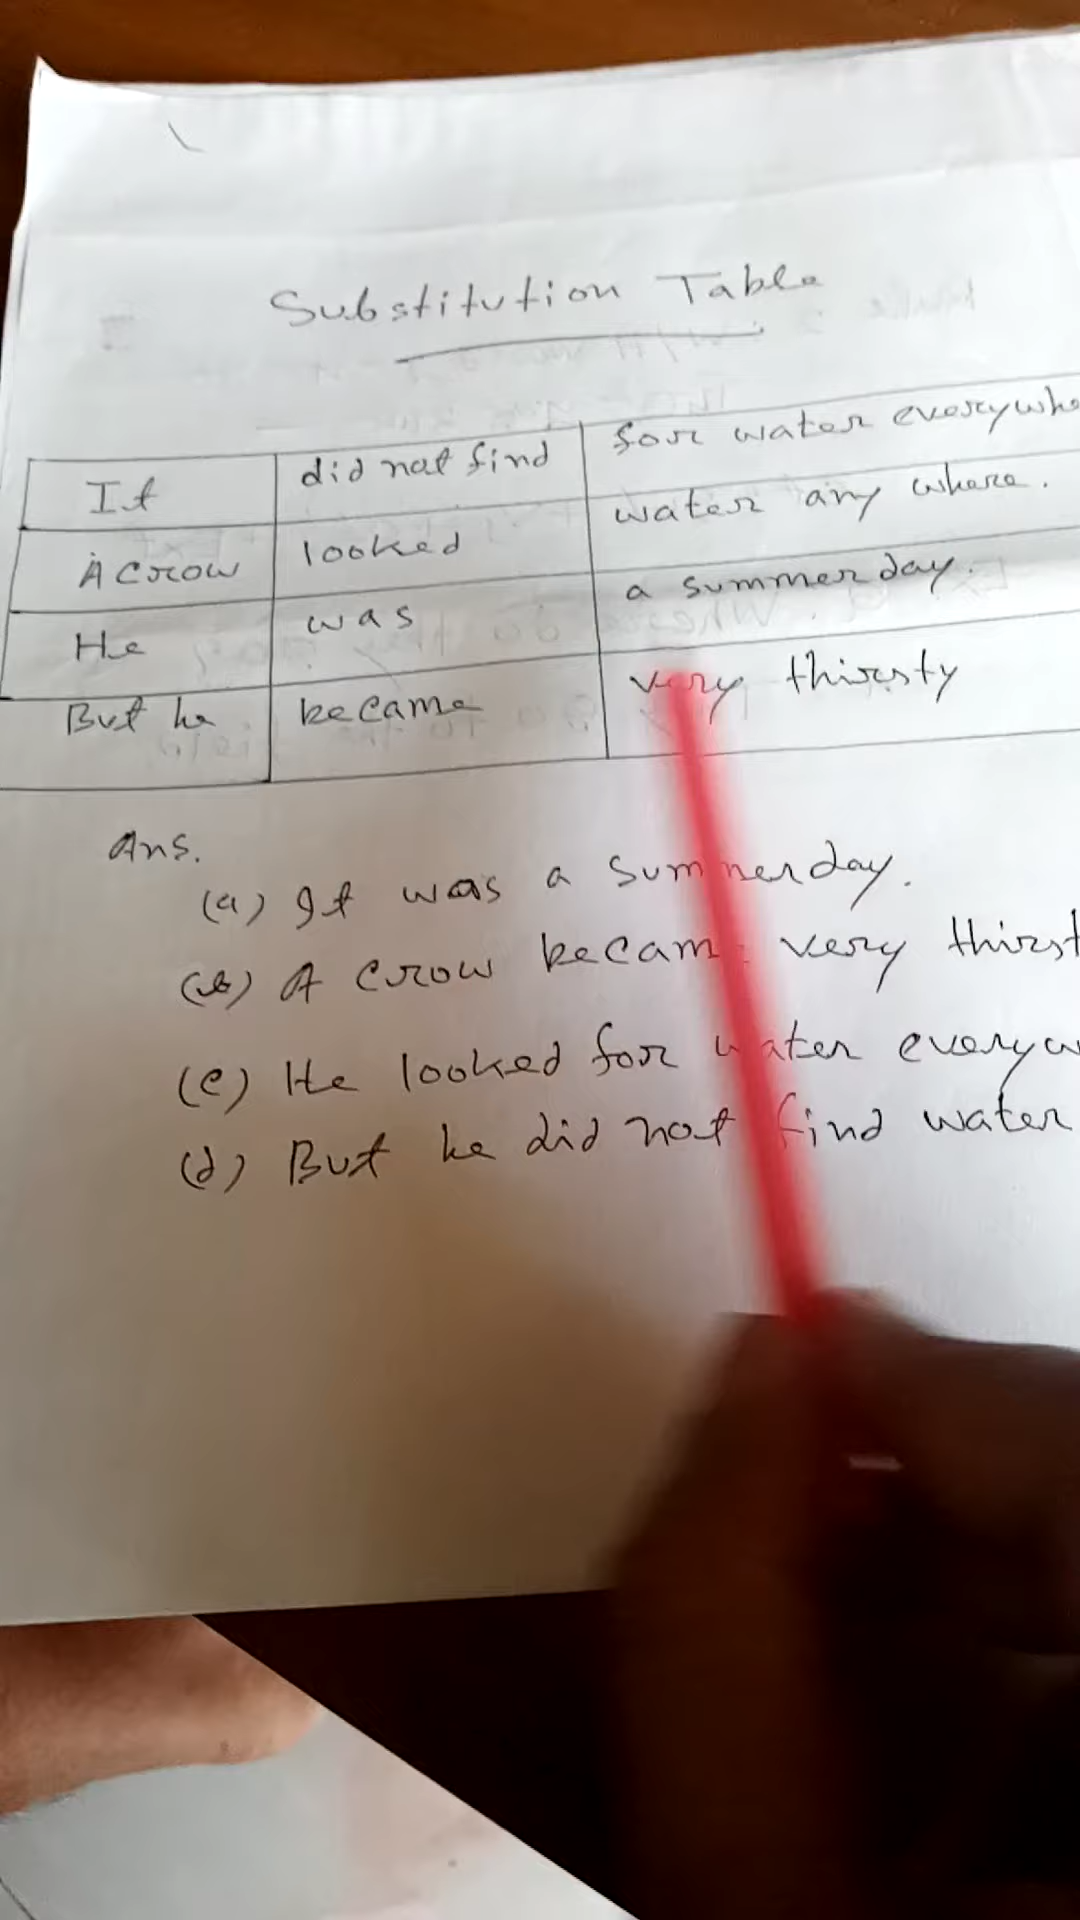 Substitution Table
It | did not find | for water everywhe
A crow | looked | water any where.
He | was | a summer day.
But he | became | very thirsty
Ans.
(a) It was a summer day.
(b) A crow became very thirst
(c) He looked for water everyw
(d) But he did not find water